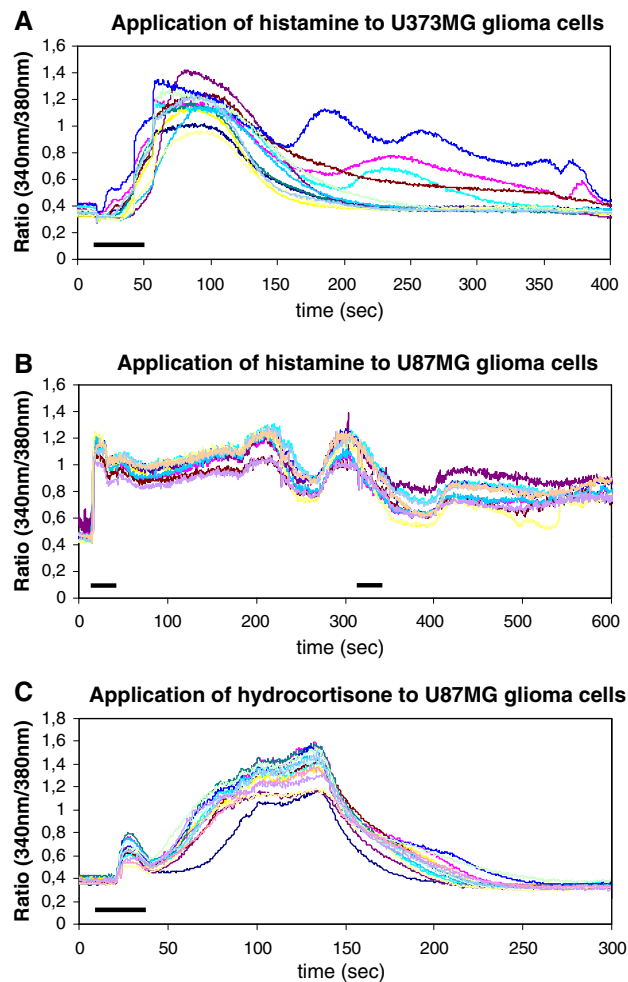 A Application of histamine to U373MG glioma cells
Ratio (340nm/380nm)
1,6
1,4
1,2
1
0,8
0,6
0,4
0,2
0
0 50 100 150 200 250 300 350 400
time (sec)
B Application of histamine to U87MG glioma cells
Ratio (340nm/380nm)
1,6
1,4
1,2
1
0,8
0,6
0,4
0,2
0
0 100 200 300 400 500 600
time (sec)
C Application of hydrocortisone to U87MG glioma cells
Ratio (340nm/380nm)
1,8
1,6
1,4
1,2
1
0,8
0,6
0,4
0,2
0
0 50 100 150 200 250 300
time (sec)